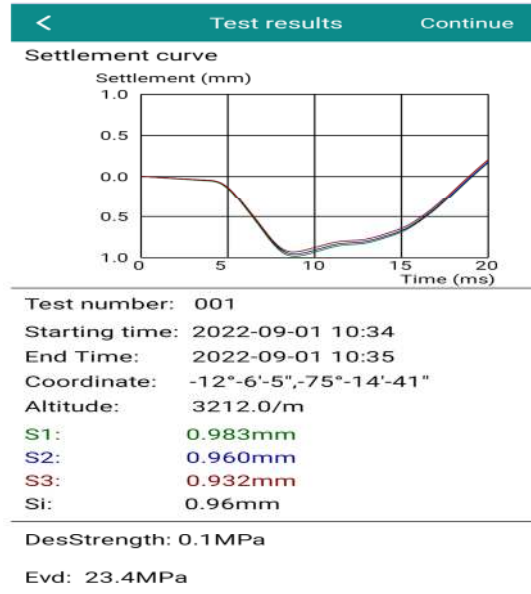 < Test results Continue
Settlement curve
Settlement (mm)
1.0
0.5
0.0
0.5
1.0
0 5 10 15 20
Time (ms)
Test number: 001
Starting time: 2022-09-01 10:34
End Time: 2022-09-01 10:35
Coordinate: -12°-6'-5",-75°-14'-41"
Altitude: 3212.0/m
S1: 0.983mm
S2: 0.960mm
S3: 0.932mm
Si: 0.96mm
DesStrength: 0.1MPa
Evd: 23.4MPa